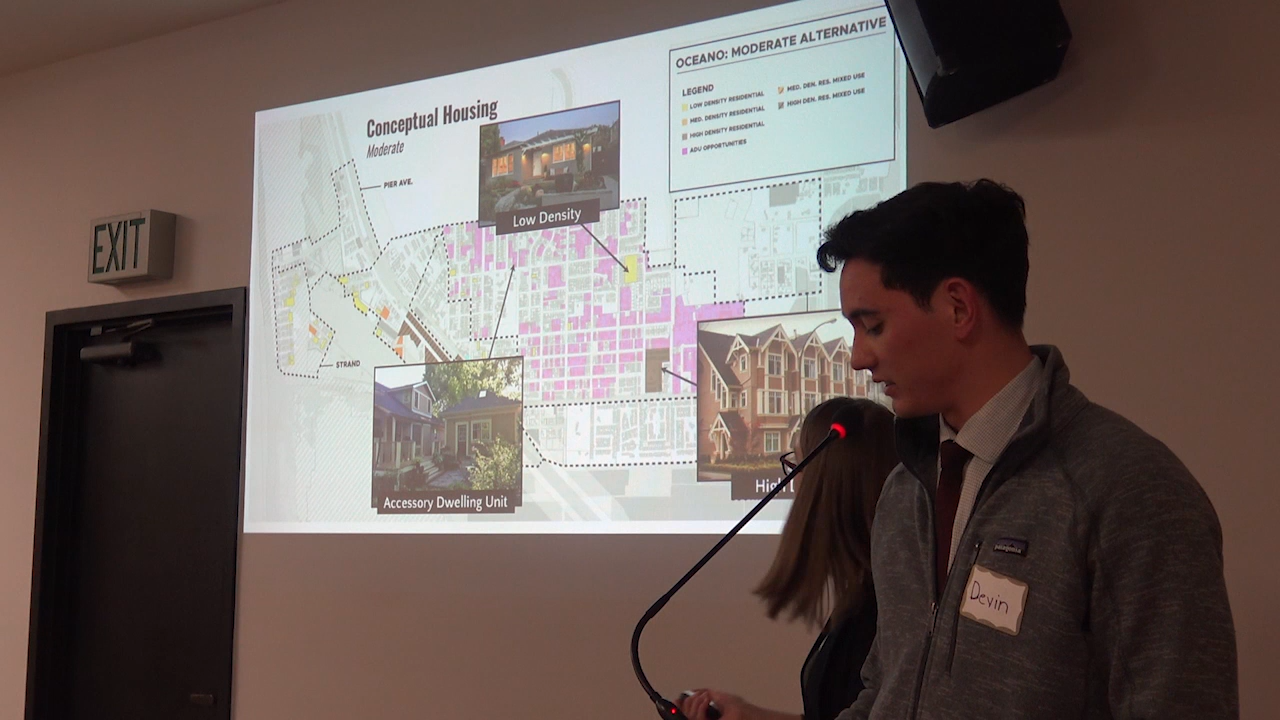 OCEANO: MODERATE ALTERNATIVE
LEGEND
LOW DENSITY RESIDENTIAL
MED. DENSITY RESIDENTIAL
HIGH DENSITY RESIDENTIAL
ADU OPPORTUNITIES
MED. DEN. RES. MIXED USE
HIGH DEN. RES. MIXED USE
Conceptual Housing
Moderate
PIER AVE.
Low Density
EXIT
STRAND
Accessory Dwelling Unit
High
patagonia
Devin